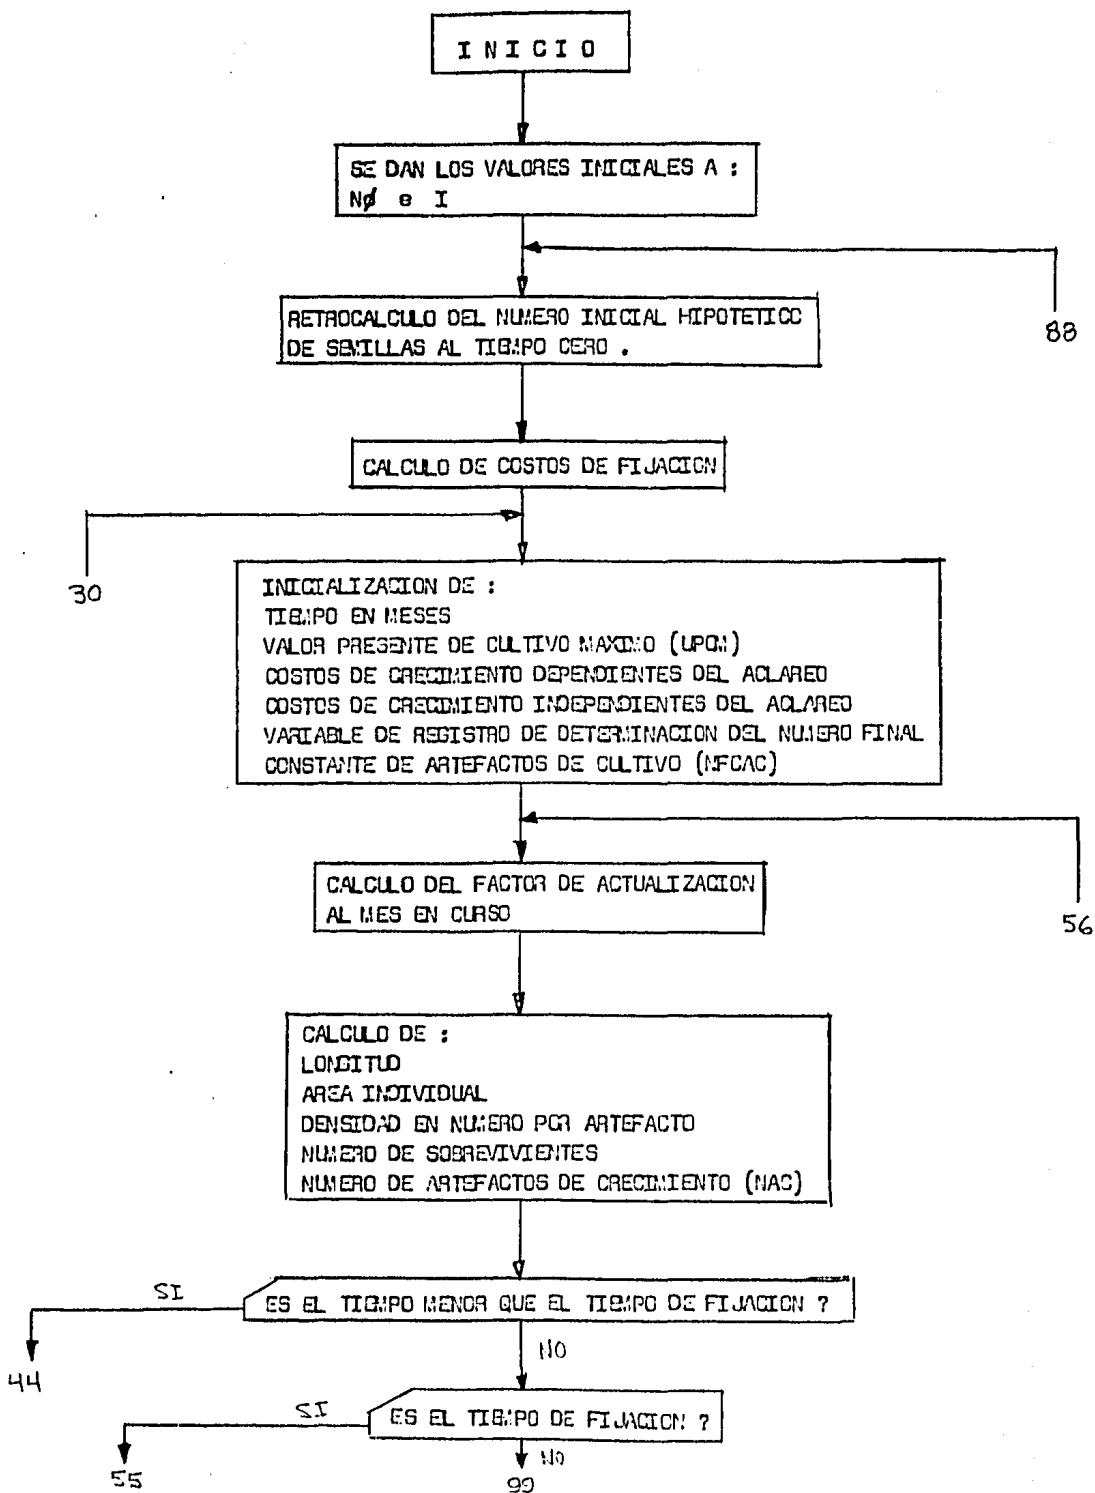 INICIO
SE DAN LOS VALORES INICIALES A :
NØ e I
88
RETROCALCULO DEL NUMERO INICIAL HIPOTETICO
DE SEMILLAS AL TIEMPO CERO .
CALCULO DE COSTOS DE FIJACION
30
INICIALIZACION DE :
TIEMPO EN MESES
VALOR PRESENTE DE CULTIVO MAXIMO (UPCM)
COSTOS DE CRECIMIENTO DEPENDIENTES DEL ACLAREO
COSTOS DE CRECIMIENTO INDEPENDIENTES DEL ACLAREO
VARIABLE DE REGISTRO DE DETERMINACION DEL NUMERO FINAL
CONSTANTE DE ARTEFACTOS DE CULTIVO (NFCAC)
56
CALCULO DEL FACTOR DE ACTUALIZACION
AL MES EN CURSO
CALCULO DE :
LONGITUD
AREA INDIVIDUAL
DENSIDAD EN NUMERO POR ARTEFACTO
NUMERO DE SOBREVIVIENTES
NUMERO DE ARTEFACTOS DE CRECIMIENTO (NAC)
SI
ES EL TIEMPO MENOR QUE EL TIEMPO DE FIJACION ?
44
NO
SI
ES EL TIEMPO DE FIJACION ?
55
NO
99